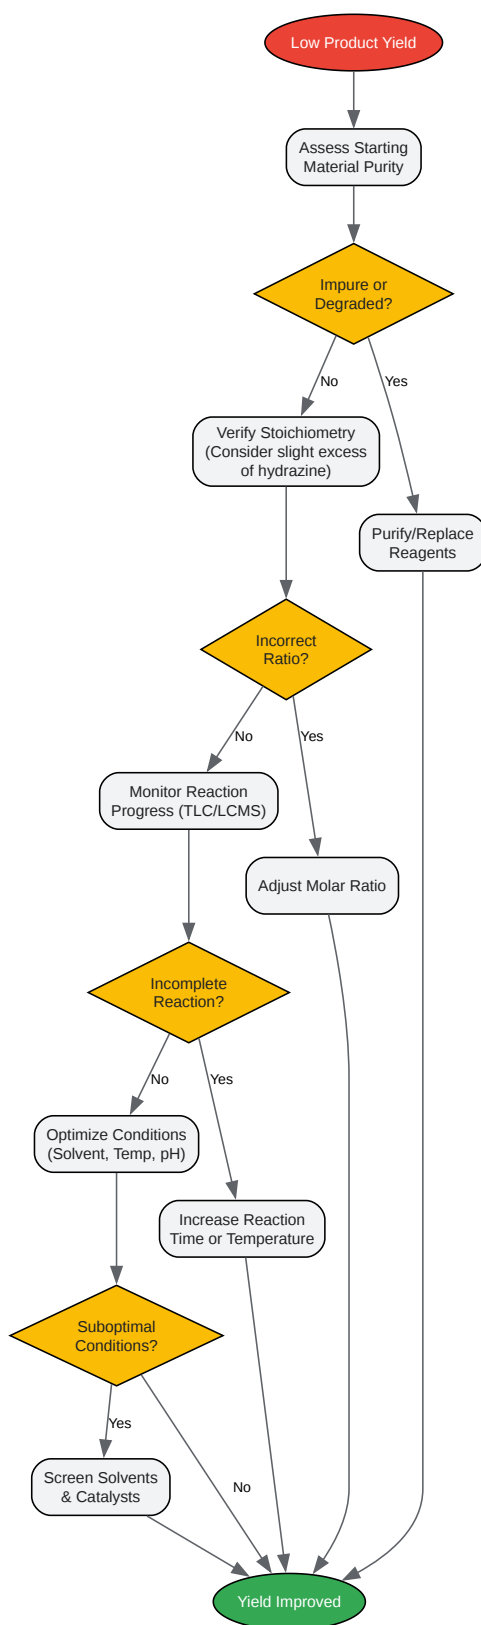 Low Product Yield
Assess Starting
Material Purity
Impure or
Degraded?
No
Yes
Verify Stoichiometry
(Consider slight excess
of hydrazine)
Purify/Replace
Reagents
Incorrect
Ratio?
No
Yes
Monitor Reaction
Progress (TLC/LCMS)
Adjust Molar Ratio
Incomplete
Reaction?
No
Yes
Optimize Conditions
(Solvent, Temp, pH)
Increase Reaction
Time or Temperature
Suboptimal
Conditions?
Yes
No
Screen Solvents
& Catalysts
Yield Improved